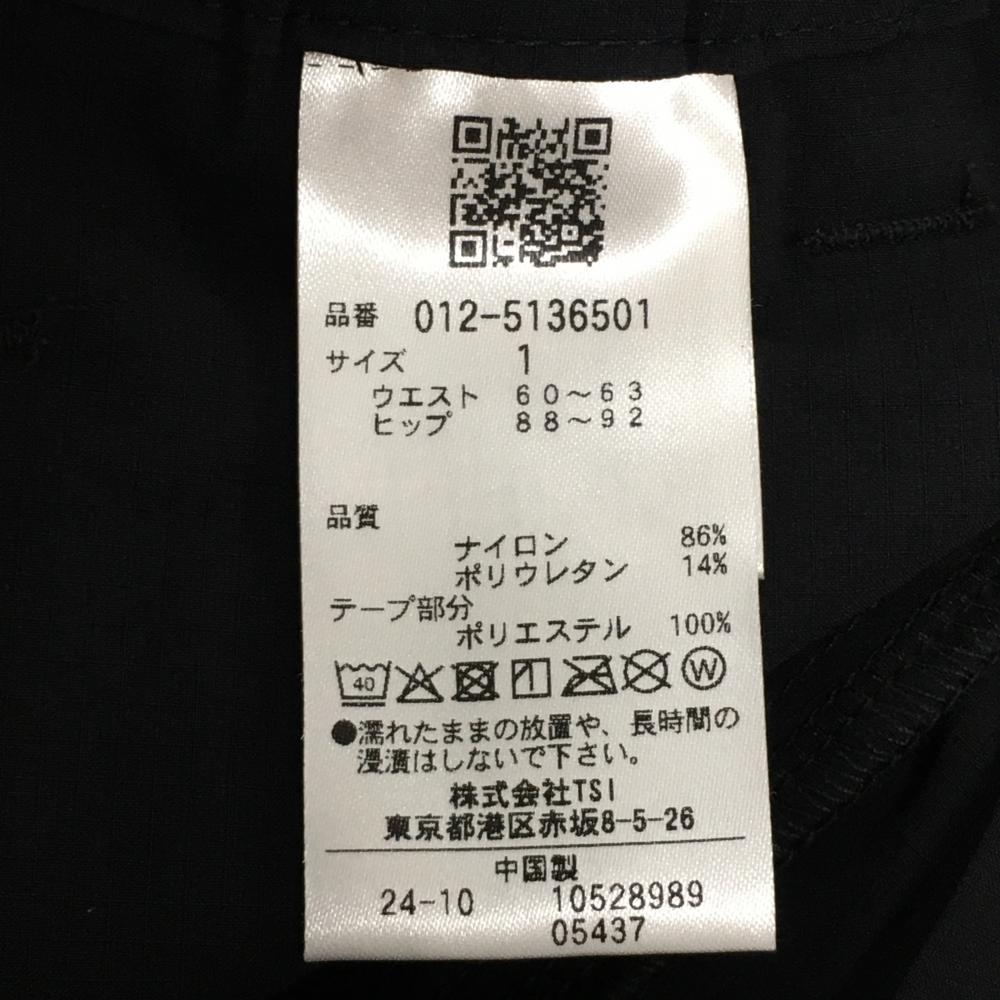 品番 012-5136501
サイズ 1
ウエスト 60〜63
ヒップ 88〜92
品質
ナイロン 86%
ポリウレタン 14%
テープ部分
ポリエステル 100%
40 W
●濡れたままの放置や、長時間の
浸漬はしないで下さい。
株式会社TSI
東京都港区赤坂8-5-26
中国製
24-10 10528989
05437